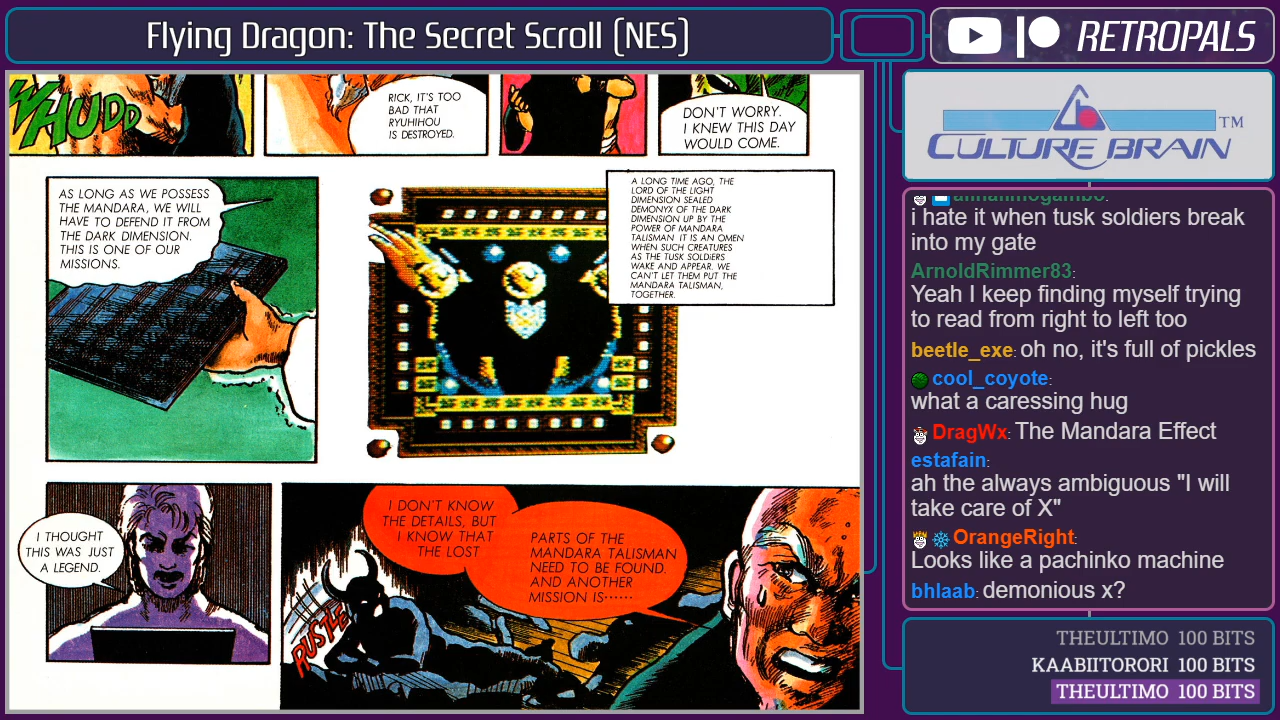 Flying Dragon: The Secret Scroll (NES)
RETROPALS
WHUDD
RICK, IT'S TOO
BAD THAT
RYUHIHOU
IS DESTROYED.
DON'T WORRY.
I KNEW THIS DAY
WOULD COME.
AS LONG AS WE POSSESS
THE MANDARA, WE WILL
HAVE TO DEFEND IT FROM
THE DARK DIMENSION.
THIS IS ONE OF OUR
MISSIONS.
A LONG TIME AGO, THE
LORD OF THE LIGHT
DIMENSION SEALED
DEMONYX OF THE DARK
DIMENSION UP BY THE
POWER OF MANDARA
TALISMAN. IT IS AN OMEN
WHEN SUCH CREATURES
AS THE TUSK SOLDIERS
WAKE AND APPEAR. WE
CAN'T LET THEM PUT THE
MANDARA TALISMAN,
TOGETHER.
I THOUGHT
THIS WAS JUST
A LEGEND.
I DON'T KNOW
THE DETAILS, BUT
I KNOW THAT
THE LOST
PARTS OF THE
MANDARA TALISMAN
NEED TO BE FOUND.
AND ANOTHER
MISSION IS······
RUSTLE
CULTURE BRAIN TM
i hate it when tusk soldiers break
into my gate
ArnoldRimmer83:
Yeah I keep finding myself trying
to read from right to left too
beetle_exe: oh no, it's full of pickles
cool_coyote:
what a caressing hug
DragWx: The Mandara Effect
estafain:
ah the always ambiguous "I will
take care of X"
OrangeRight:
Looks like a pachinko machine
bhlaab: demonious x?
THEULTIMO 100 BITS
KAABIITORORI 100 BITS
THEULTIMO 100 BITS